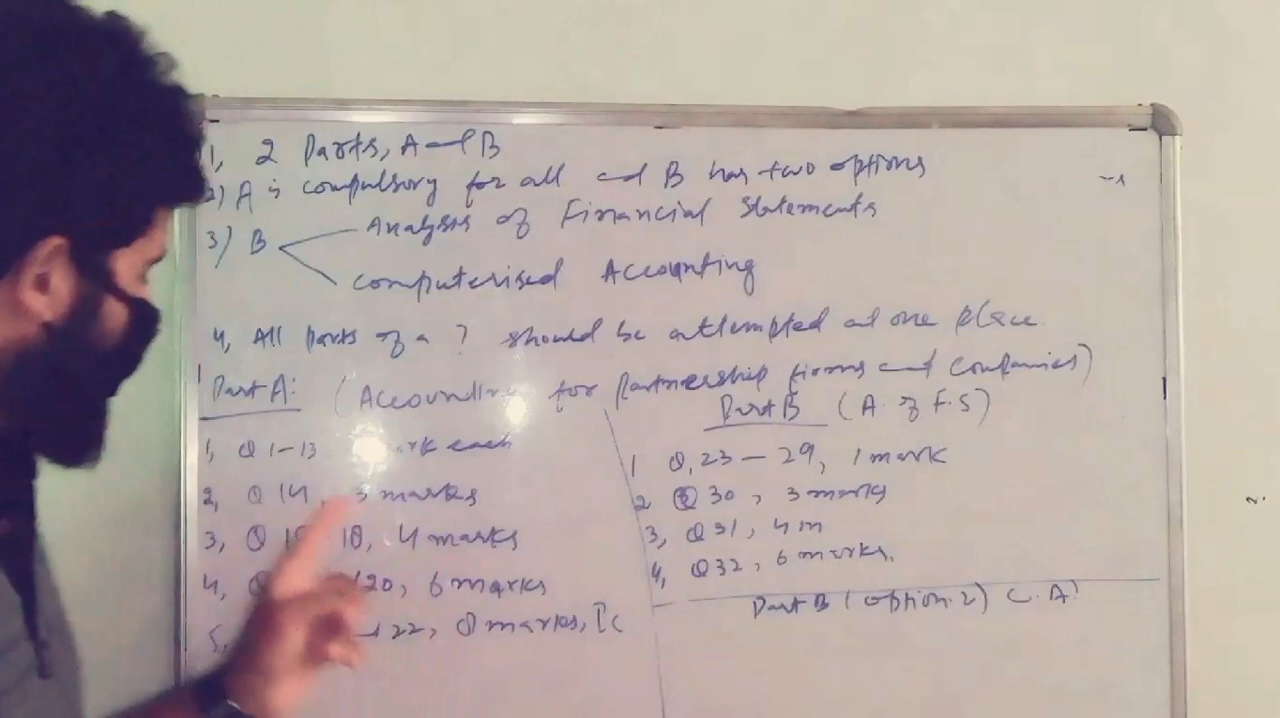 1, 2 Parts, A and B
2) A is compulsory for all and B has two options
3) B Analysis of Financial Statements
Computerised Accounting
4, All parts of a ? should be attempted at one place.
Part A: (Accounting for Partnership firms and Companies)
1, Q 1-13 each
2, Q 14, 3 marks
3, Q 18, 4 marks
4, 20, 6 marks
5, 22, 8 marks, [C
Part B (A. of F.S)
1 Q, 23 - 29, 1 mark
2 Q 30, 3 marks
3, Q 31, 4 m
4, Q 32, 6 marks.
Part B (option 2) C. A